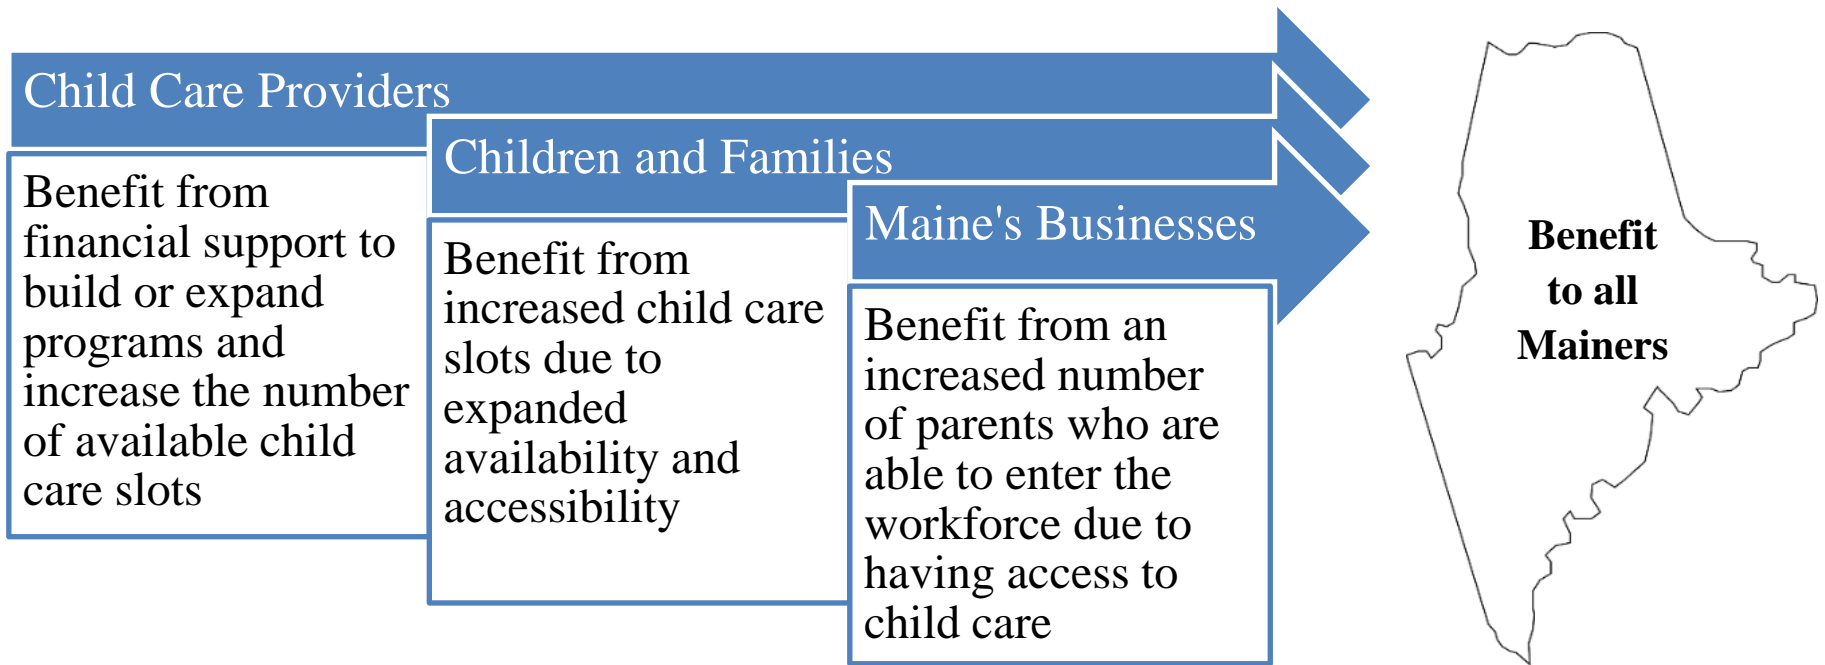 Child Care Providers
Benefit from
financial support to
build or expand
programs and
increase the number
of available child
care slots
Children and Families
Benefit from
increased child care
slots due to
expanded
availability and
accessibility
Maine's Businesses
Benefit from an
increased number
of parents who are
able to enter the
workforce due to
having access to
child care
Benefit
to all
Mainers